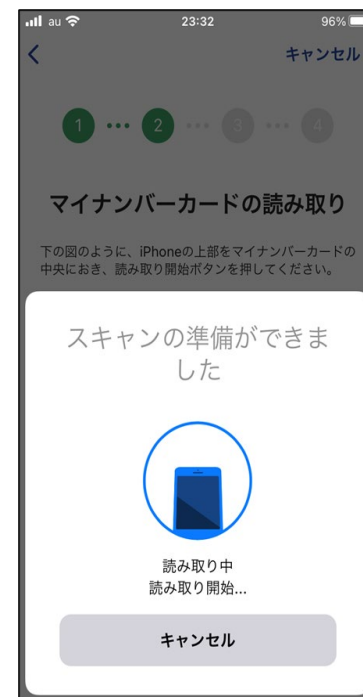 au 23:32 96%
キャンセル
1 ... 2 ... 3 ... 4
マイナンバーカードの読み取り
下の図のように、iPhoneの上部をマイナンバーカードの
中央におき、読み取り開始ボタンを押してください。
スキャンの準備ができま
した
読み取り中
読み取り開始...
キャンセル